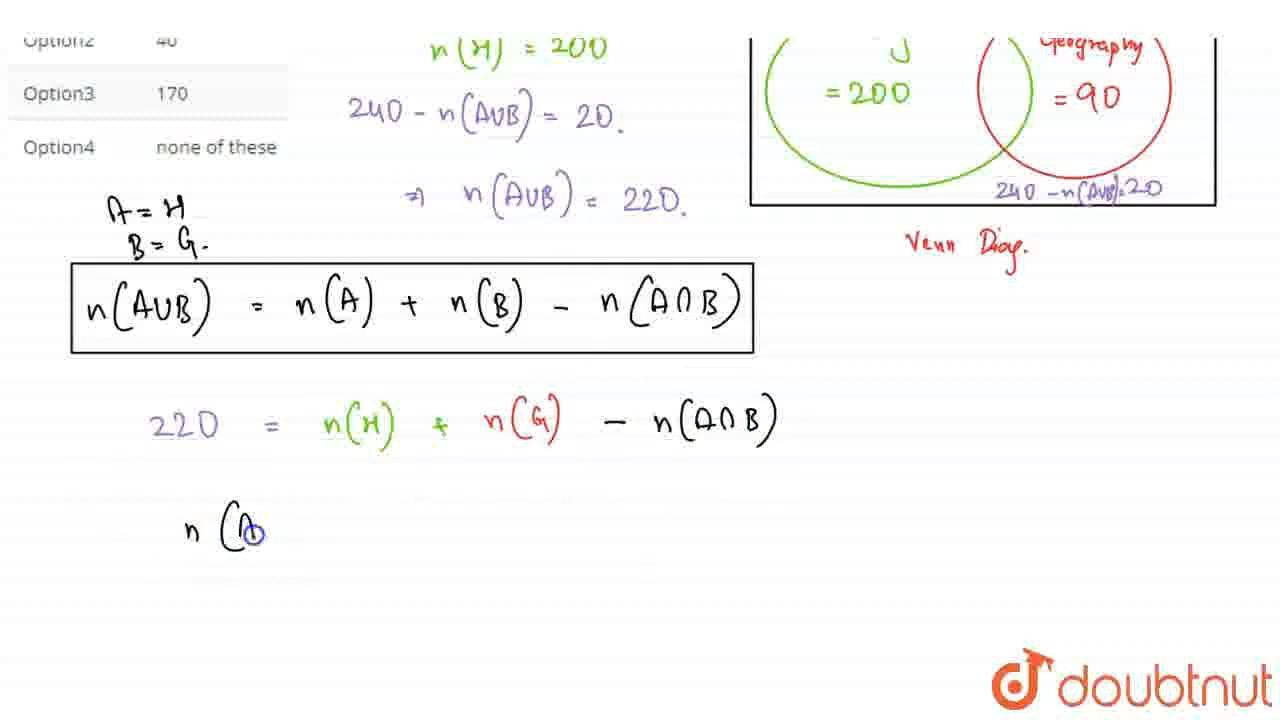 Option2 40
Option3 170
Option4 none of these
n(H) = 200
240 - n(A∪B) = 20.
⇒ n(A∪B) = 220.
y
= 200
Geography
= 90
240 - n(A∪B)=20
Venn Diag.
A = H
B = G.
n(A∪B) = n(A) + n(B) - n(A∩B)
220 = n(H) + n(G) - n(A∩B)
n (A
doubtnut